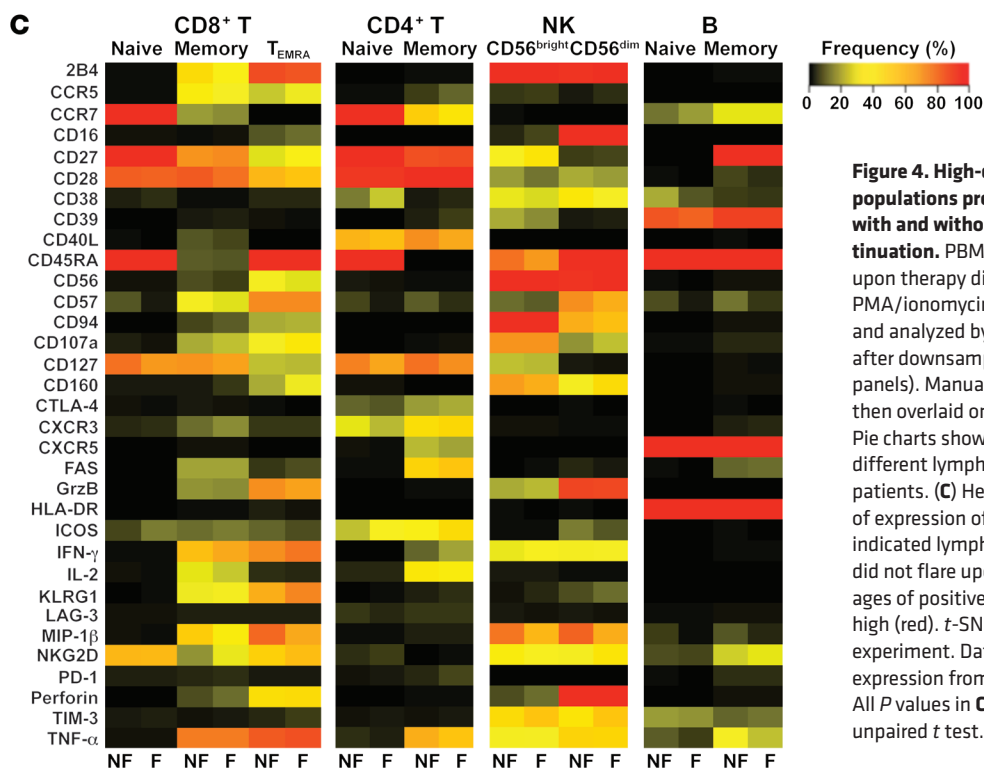 C
CD8+ T CD4+ T NK B
Naive Memory TEMRA Naive Memory CD56bright CD56dim Naive Memory
Frequency (%)
0 20 40 60 80 100
2B4
CCR5
CCR7
CD16
CD27
CD28
CD38
CD39
CD40L
CD45RA
CD56
CD57
CD94
CD107a
CD127
CD160
CTLA-4
CXCR3
CXCR5
FAS
GrzB
HLA-DR
ICOS
IFN-γ
IL-2
KLRG1
LAG-3
MIP-1β
NKG2D
PD-1
Perforin
TIM-3
TNF-α
NF F NF F NF F NF F NF F NF F NF F NF F NF F
Figure 4. High-
populations pr
with and witho
tinuation. PBM
upon therapy di
PMA/ionomycin
and analyzed by
after downsamp
panels). Manua
then overlaid or
Pie charts show
different lymph
patients. (C) He
of expression of
indicated lymph
did not flare upo
ages of positive
high (red). t-SN
experiment. Dat
expression from
All P values in C
unpaired t test.